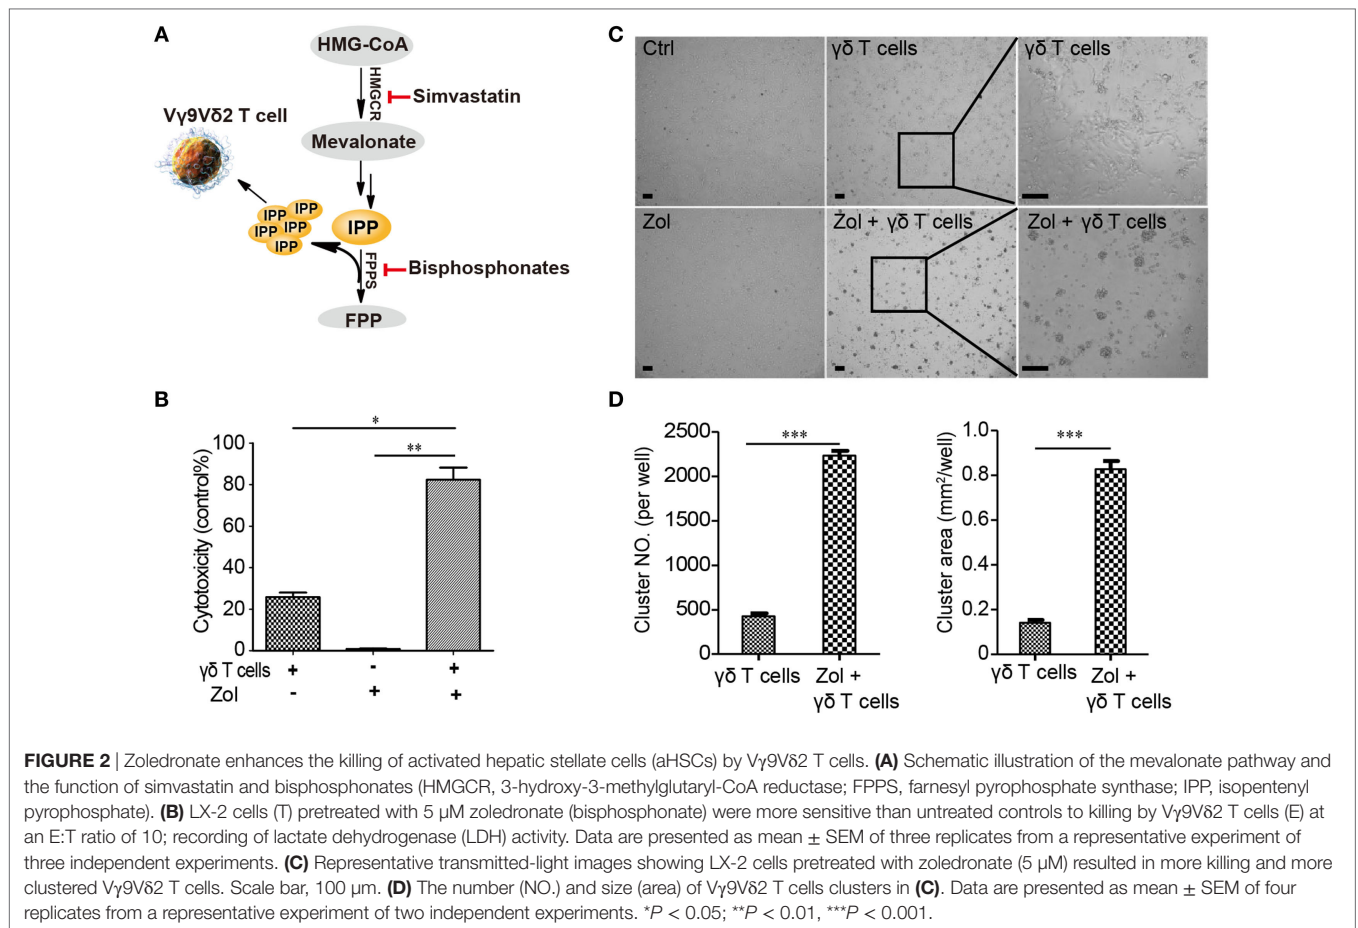 A
HMG-CoA
HMGCR
Simvastatin
Vγ9Vδ2 T cell
Mevalonate
IPP
IPP
IPP
IPP
IPP
IPP
FPPS
Bisphosphonates
FPP
C
Ctrl
γδ T cells
γδ T cells
Zol
Zol + γδ T cells
Zol + γδ T cells
B
Cytotoxicity (control%)
100
80
60
40
20
0
*
**
γδ T cells + - +
Zol - + +
D
Cluster NO. (per well)
2500
2000
1500
1000
500
0
***
γδ T cells
Zol +
γδ T cells
Cluster area (mm²/well)
1.0
0.8
0.6
0.4
0.2
0.0
***
γδ T cells
Zol +
γδ T cells
FIGURE 2 | Zoledronate enhances the killing of activated hepatic stellate cells (aHSCs) by Vγ9Vδ2 T cells. (A) Schematic illustration of the mevalonate pathway and
the function of simvastatin and bisphosphonates (HMGCR, 3-hydroxy-3-methylglutaryl-CoA reductase; FPPS, farnesyl pyrophosphate synthase; IPP, isopentenyl
pyrophosphate). (B) LX-2 cells (T) pretreated with 5 μM zoledronate (bisphosphonate) were more sensitive than untreated controls to killing by Vγ9Vδ2 T cells (E) at
an E:T ratio of 10; recording of lactate dehydrogenase (LDH) activity. Data are presented as mean ± SEM of three replicates from a representative experiment of
three independent experiments. (C) Representative transmitted-light images showing LX-2 cells pretreated with zoledronate (5 μM) resulted in more killing and more
clustered Vγ9Vδ2 T cells. Scale bar, 100 μm. (D) The number (NO.) and size (area) of Vγ9Vδ2 T cells clusters in (C). Data are presented as mean ± SEM of four
replicates from a representative experiment of two independent experiments. *P < 0.05; **P < 0.01, ***P < 0.001.